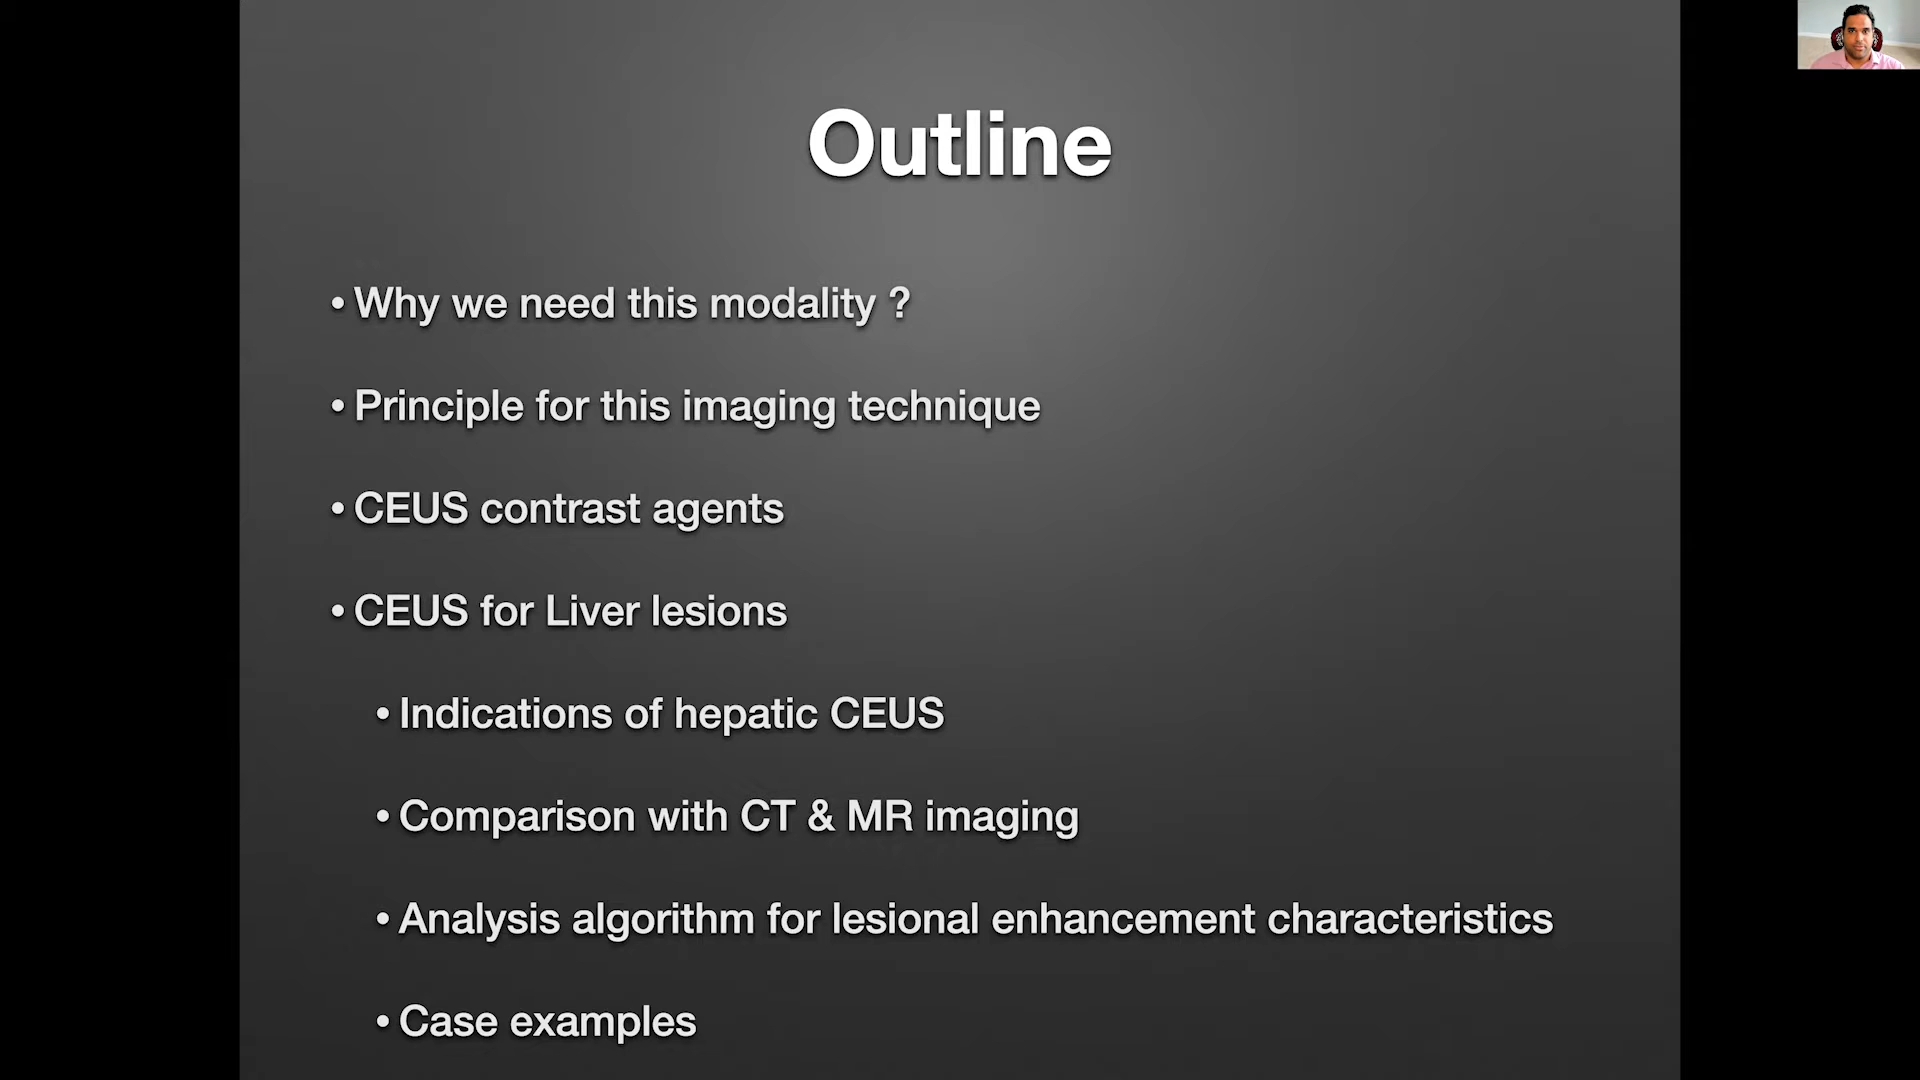 Outline
• Why we need this modality ?
• Principle for this imaging technique
• CEUS contrast agents
• CEUS for Liver lesions
• Indications of hepatic CEUS
• Comparison with CT & MR imaging
• Analysis algorithm for lesional enhancement characteristics
• Case examples